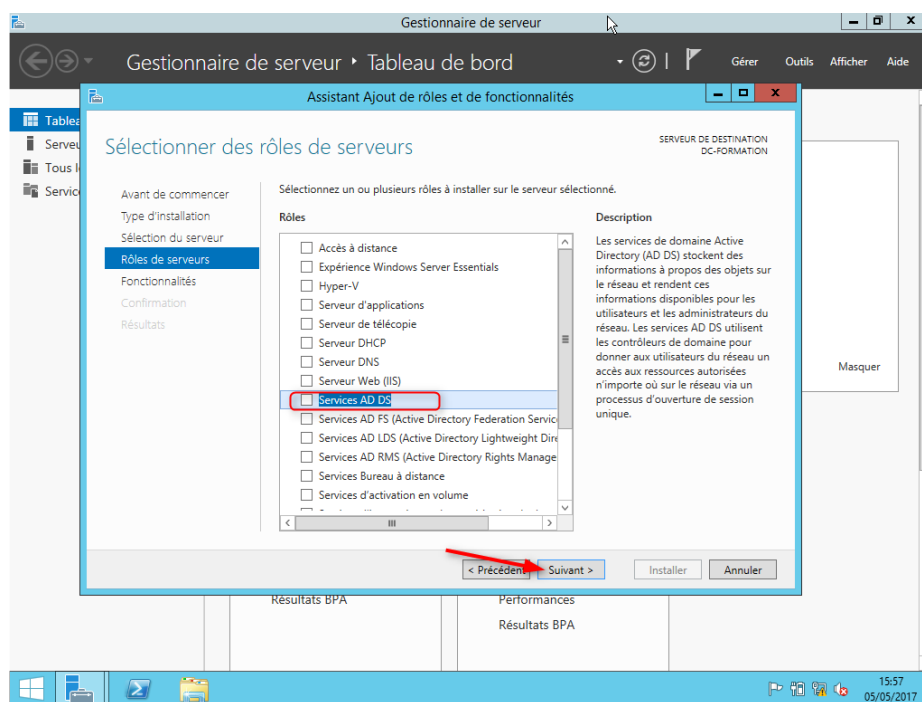 Gestionnaire de serveur
Gestionnaire de serveur • Tableau de bord
Gérer Outils Afficher Aide
Assistant Ajout de rôles et de fonctionnalités
Sélectionner des rôles de serveurs
SERVEUR DE DESTINATION
DC-FORMATION
Avant de commencer
Type d'installation
Sélection du serveur
Rôles de serveurs
Fonctionnalités
Confirmation
Résultats
Sélectionnez un ou plusieurs rôles à installer sur le serveur sélectionné.
Rôles
Accès à distance
Expérience Windows Server Essentials
Hyper-V
Serveur d'applications
Serveur de télécopie
Serveur DHCP
Serveur DNS
Serveur Web (IIS)
Services AD DS
Services AD FS (Active Directory Federation Servic
Services AD LDS (Active Directory Lightweight Dire
Services AD RMS (Active Directory Rights Manage
Services Bureau à distance
Services d'activation en volume
Description
Les services de domaine Active
Directory (AD DS) stockent des
informations à propos des objets sur
le réseau et rendent ces
informations disponibles pour les
utilisateurs et les administrateurs du
réseau. Les services AD DS utilisent
les contrôleurs de domaine pour
donner aux utilisateurs du réseau un
accès aux ressources autorisées
n'importe où sur le réseau via un
processus d'ouverture de session
unique.
< Précédent
Suivant >
Installer
Annuler
Tablea
Serveu
Tous l
Servic
Masquer
Résultats BPA
Performances
Résultats BPA
15:57
05/05/2017